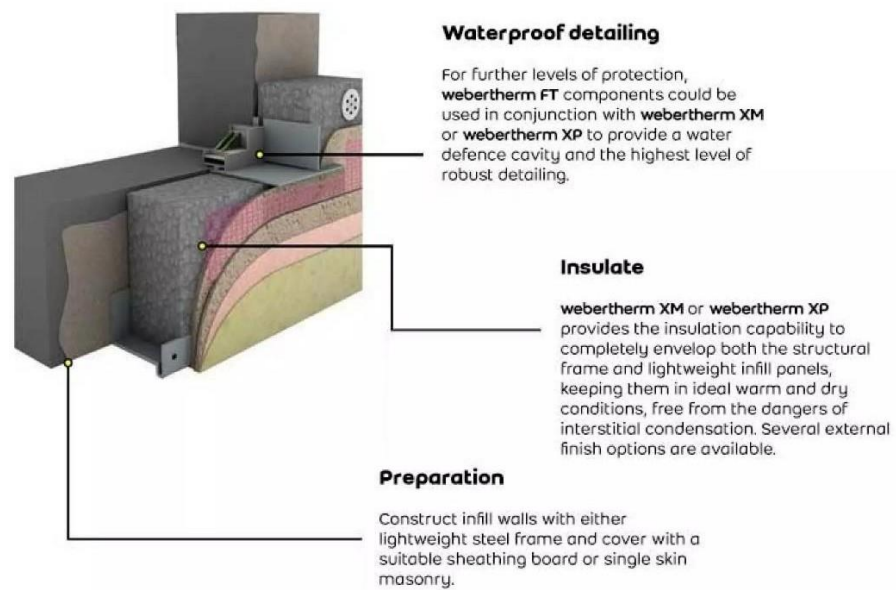 Waterproof detailing
For further levels of protection,
webertherm FT components could be
used in conjunction with webertherm XM
or webertherm XP to provide a water
defence cavity and the highest level of
robust detailing.
Insulate
webertherm XM or webertherm XP
provides the insulation capability to
completely envelop both the structural
frame and lightweight infill panels,
keeping them in ideal warm and dry
conditions, free from the dangers of
interstitial condensation. Several external
finish options are available.
Preparation
Construct infill walls with either
lightweight steel frame and cover with a
suitable sheathing board or single skin
masonry.